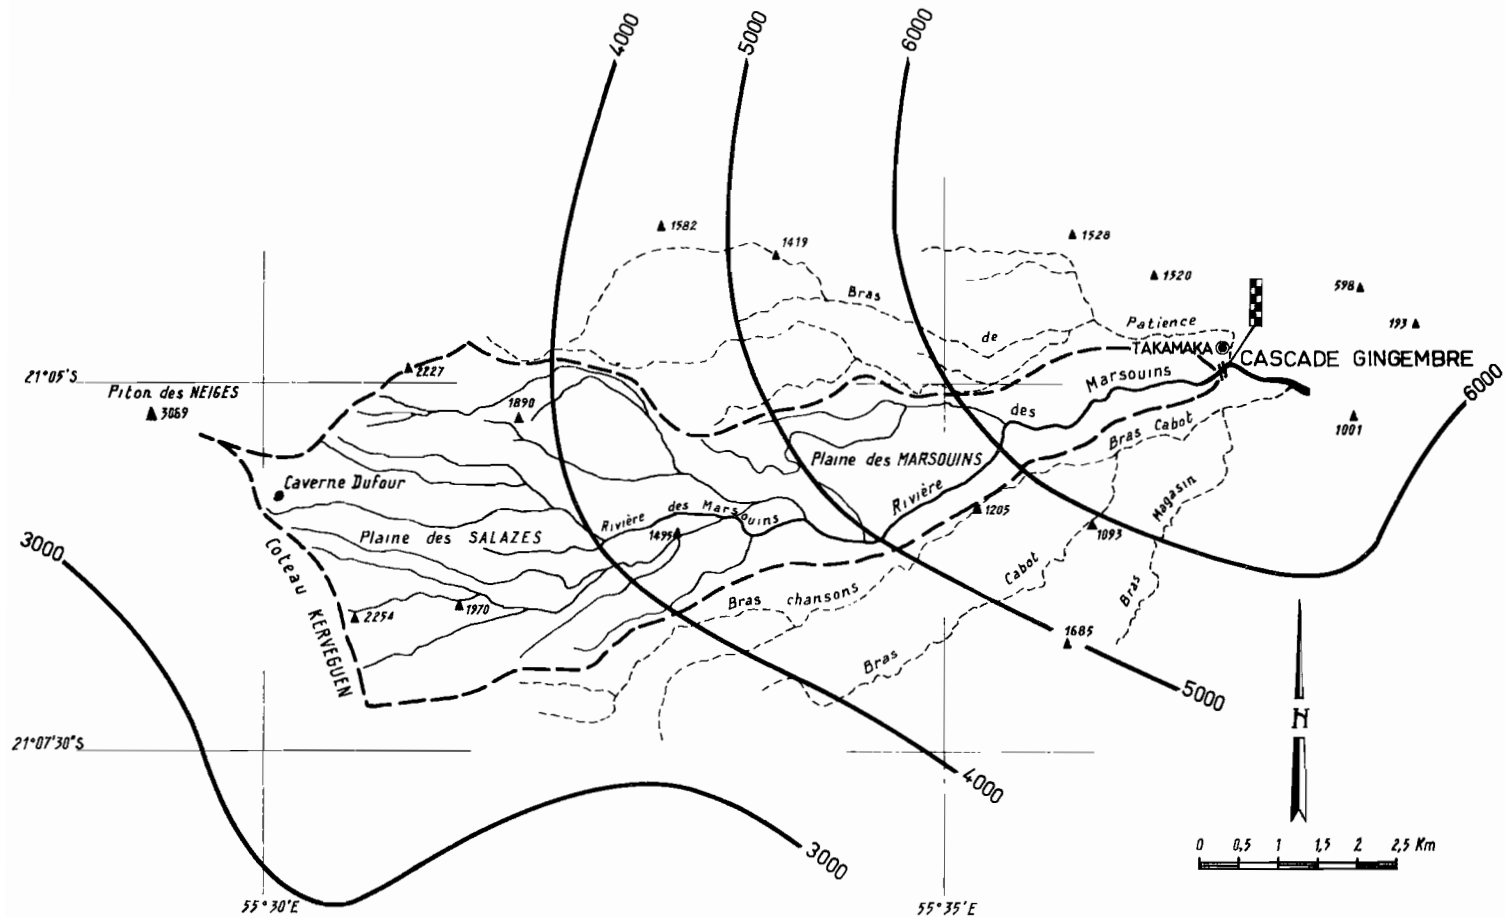 4000
5000
6000
1582
1419
1528
1520
598
193
Bras
de
Patience
TAKAMAKA
CASCADE GINGEMBRE
21°05'S
2227
Piton des NEIGES
3069
1890
Marsouins
des
6000
1001
Bras Cabot
Plaine des MARSOUINS
Caverne Dufour
Rivière
Magasin
Rivière des Marsouins
1205
1495
1093
Plaine des SALAZES
3000
Coteau KERVEGUEN
Cabot
Bras
Bras chansons
2254
1970
1685
Bras
5000
N
21°07'30"S
4000
3000
0 0,5 1 1,5 2 2,5 Km
55°30'E
55°35'E